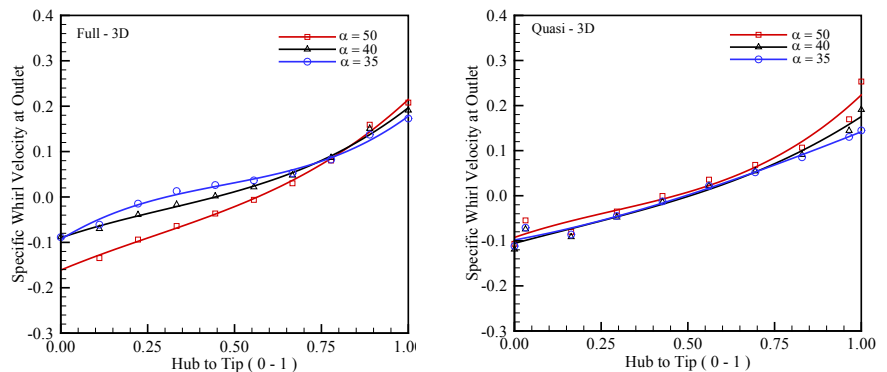 Full - 3D
α = 50
α = 40
α = 35
0.4
0.3
0.2
0.1
0.0
-0.1
-0.2
-0.3
0.00
0.25
0.50
0.75
1.00
Hub to Tip ( 0 - 1 )
Specific Whirl Velocity at Outlet
Quasi - 3D
α = 50
α = 40
α = 35
0.4
0.3
0.2
0.1
0.0
-0.1
-0.2
-0.3
0.00
0.25
0.50
0.75
1.00
Hub to Tip ( 0 - 1 )
Specific Whirl Velocity at Outlet